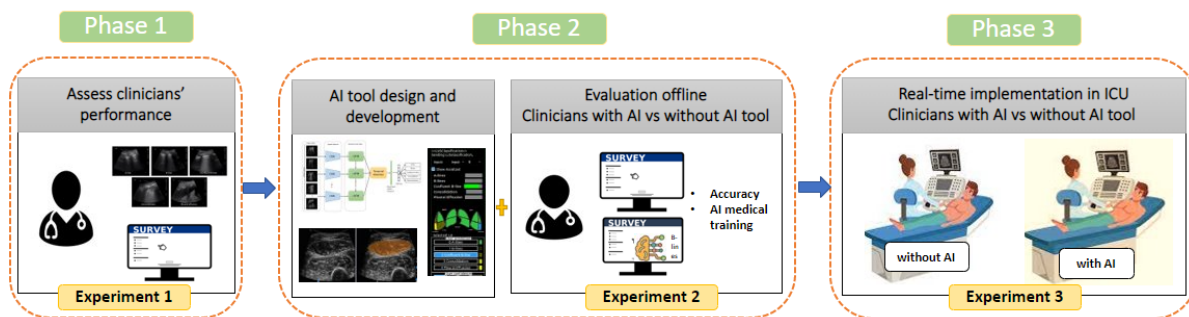 Phase 1
Phase 2
Phase 3
Assess clinicians'
performance
SURVEY
Experiment 1
AI tool design and
development
Evaluation offline
Clinicians with AI vs without AI tool
SURVEY
SURVEY
• Accuracy
• AI medical
training
Experiment 2
Real-time implementation in ICU
Clinicians with AI vs without AI tool
without AI
with AI
Experiment 3